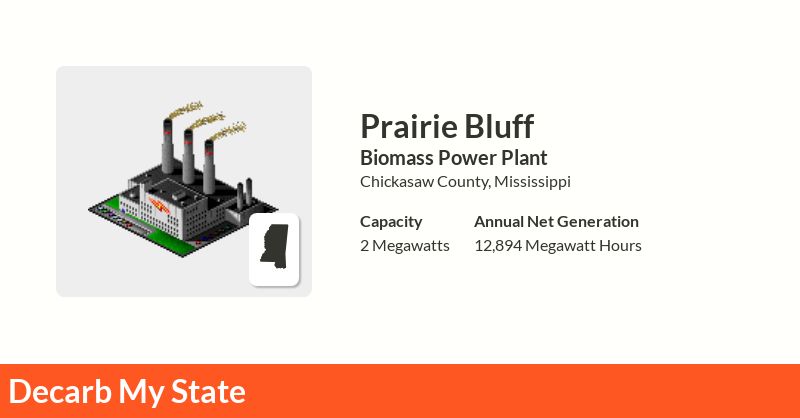 Prairie Bluff
Biomass Power Plant
Chickasaw County, Mississippi
Capacity Annual Net Generation
2 Megawatts 12,894 Megawatt Hours
Decarb My State